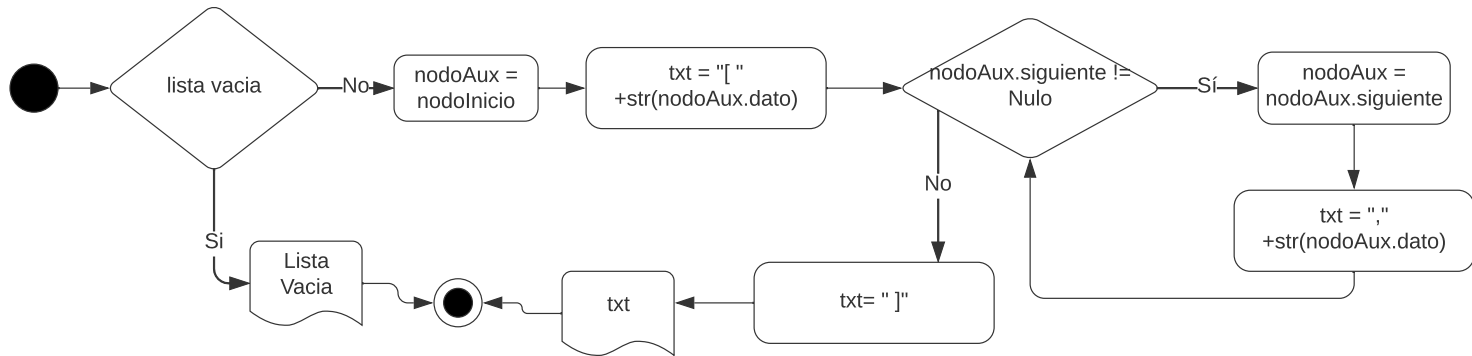 lista vacia
No
nodoAux =
nodoInicio
txt = "[ "
+str(nodoAux.dato)
nodoAux.siguiente !=
Nulo
Sí
nodoAux =
nodoAux.siguiente
txt = ","
+str(nodoAux.dato)
No
txt= " ]"
txt
Si
Lista
Vacia